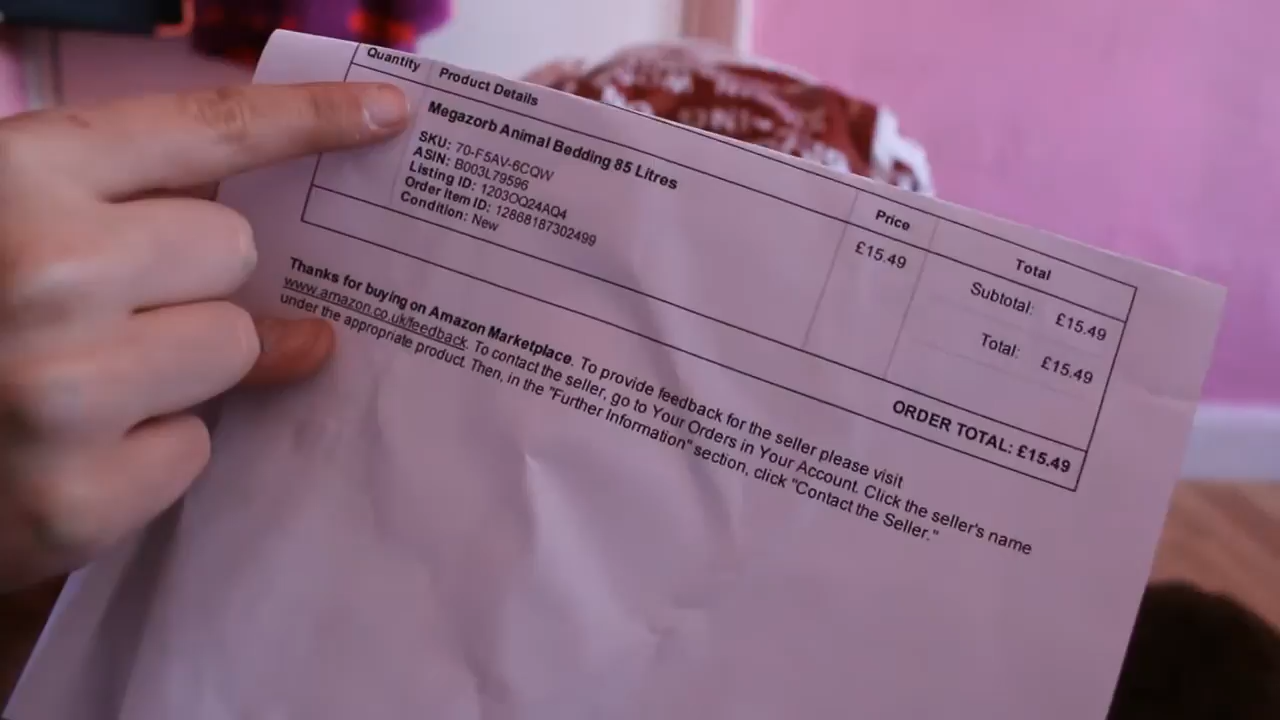 Quantity Product Details Price Total
Megazorb Animal Bedding 85 Litres
SKU: 70-F5AV-6CQW
ASIN: B003L79596
Listing ID: 1203OQ24AQ4
Order Item ID: 12868187302499
Condition: New
£15.49
Subtotal: £15.49
Total: £15.49
ORDER TOTAL: £15.49
Thanks for buying on Amazon Marketplace. To provide feedback for the seller please visit
www.amazon.co.uk/feedback. To contact the seller, go to Your Orders in Your Account. Click the seller's name
under the appropriate product. Then, in the "Further Information" section, click "Contact the Seller."